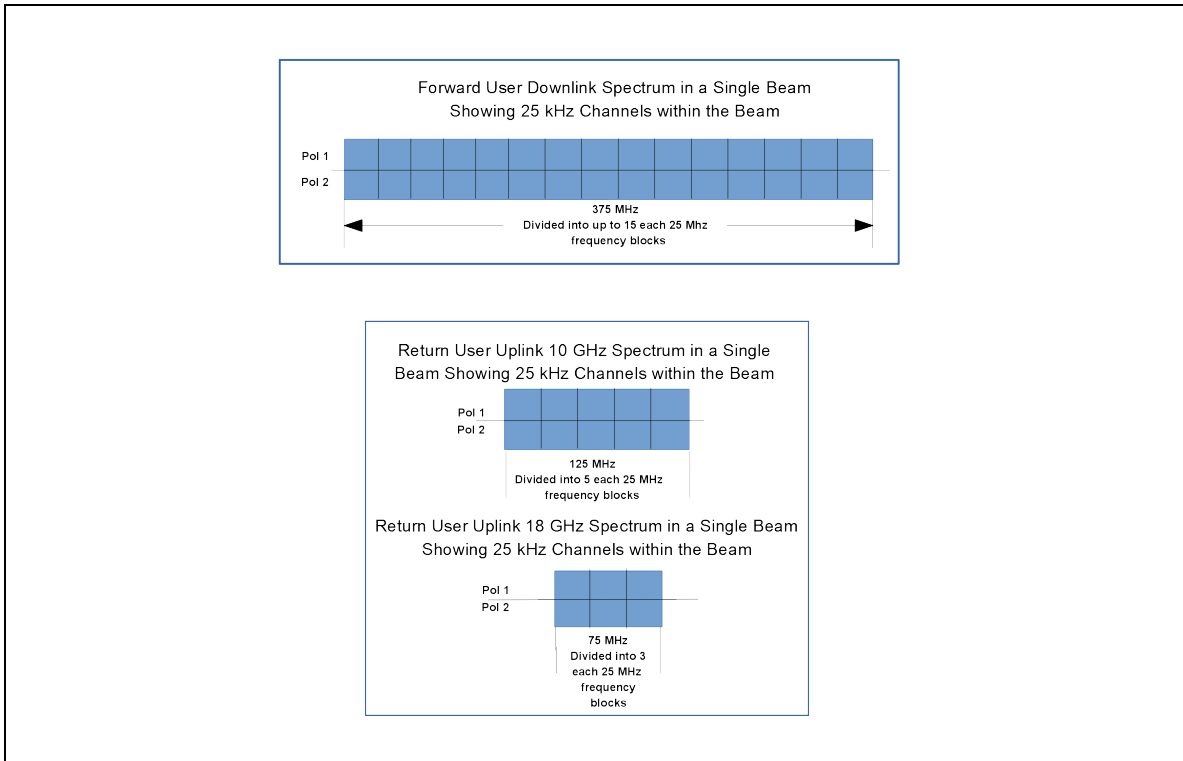 Forward User Downlink Spectrum in a Single Beam
Showing 25 kHz Channels within the Beam
Pol 1
Pol 2
375 MHz
Divided into up to 15 each 25 Mhz
frequency blocks
Return User Uplink 10 GHz Spectrum in a Single
Beam Showing 25 kHz Channels within the Beam
Pol 1
Pol 2
125 MHz
Divided into 5 each 25 MHz
frequency blocks
Return User Uplink 18 GHz Spectrum in a Single Beam
Showing 25 kHz Channels within the Beam
Pol 1
Pol 2
75 MHz
Divided into 3
each 25 MHz
frequency
blocks